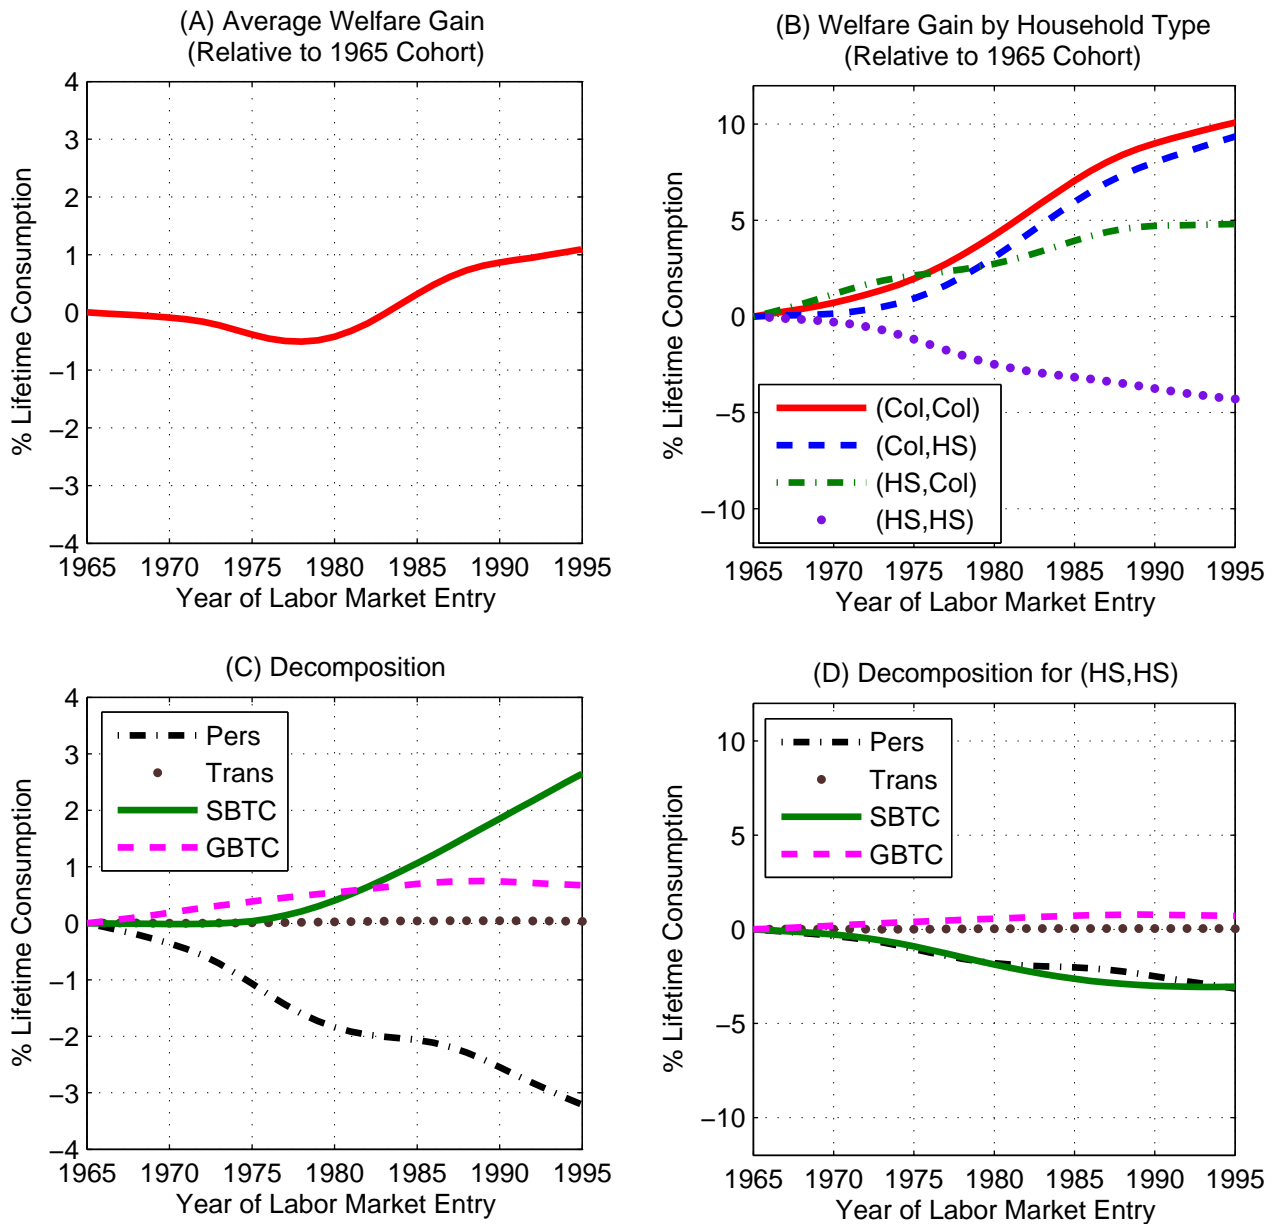 (A) Average Welfare Gain
(Relative to 1965 Cohort)
4
3
2
1
0
−1
−2
−3
−4
% Lifetime Consumption
1965 1970 1975 1980 1985 1990 1995
Year of Labor Market Entry
(B) Welfare Gain by Household Type
(Relative to 1965 Cohort)
10
5
0
−5
−10
% Lifetime Consumption
(Col,Col)
(Col,HS)
(HS,Col)
(HS,HS)
1965 1970 1975 1980 1985 1990 1995
Year of Labor Market Entry
(C) Decomposition
4
3
2
1
0
−1
−2
−3
−4
% Lifetime Consumption
Pers
Trans
SBTC
GBTC
1965 1970 1975 1980 1985 1990 1995
Year of Labor Market Entry
(D) Decomposition for (HS,HS)
10
5
0
−5
−10
% Lifetime Consumption
Pers
Trans
SBTC
GBTC
1965 1970 1975 1980 1985 1990 1995
Year of Labor Market Entry